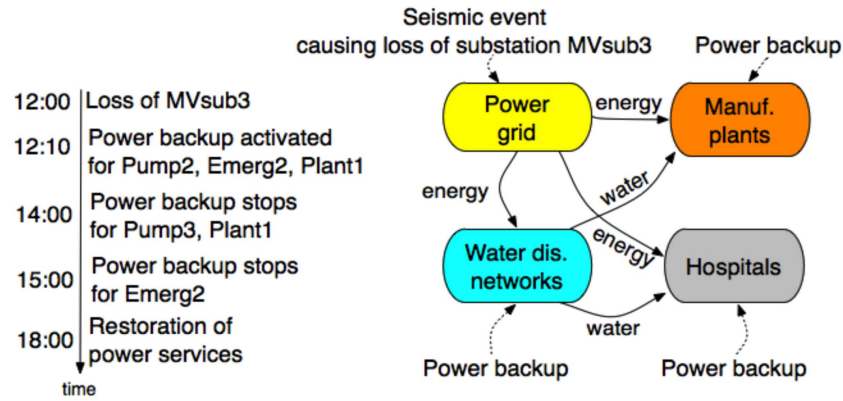 Seismic event
causing loss of substation MVsub3
Power backup
12:00 Loss of MVsub3
12:10 Power backup activated
for Pump2, Emerg2, Plant1
14:00 Power backup stops
for Pump3, Plant1
15:00 Power backup stops
for Emerg2
18:00 Restoration of
power services
time
Power
grid
energy
Manuf.
plants
energy
water
energy
Water dis.
networks
Hospitals
water
Power backup
Power backup